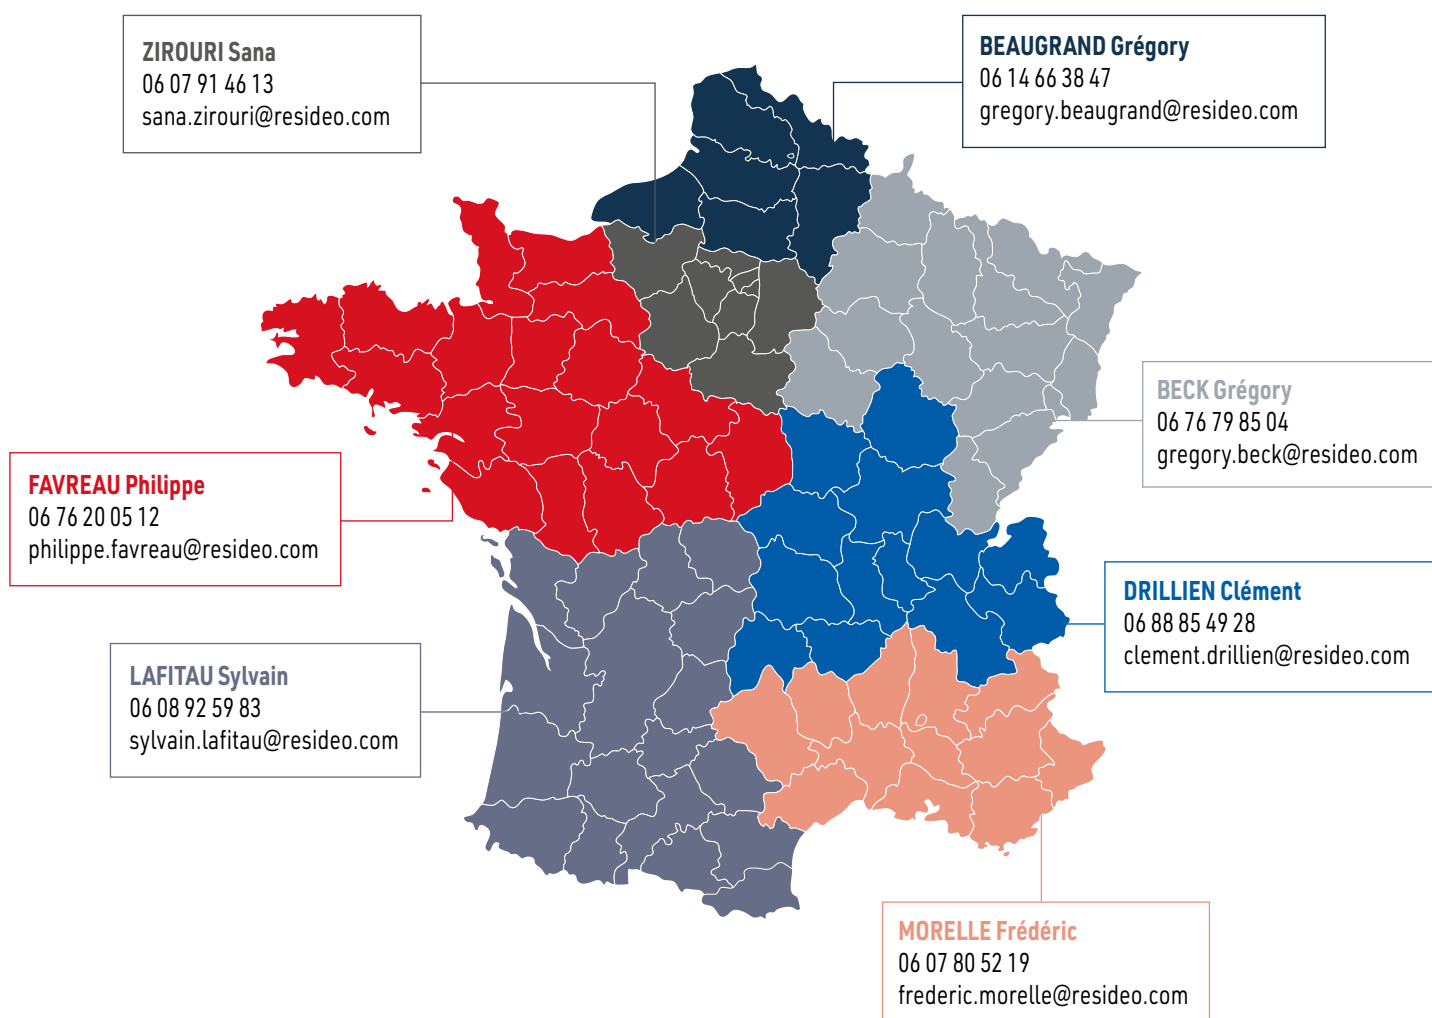 ZIROURI Sana
06 07 91 46 13
sana.zirouri@resideo.com
BEAUGRAND Grégory
06 14 66 38 47
gregory.beaugrand@resideo.com
BECK Grégory
06 76 79 85 04
gregory.beck@resideo.com
FAVREAU Philippe
06 76 20 05 12
philippe.favreau@resideo.com
DRILLIEN Clément
06 88 85 49 28
clement.drillien@resideo.com
LAFITAU Sylvain
06 08 92 59 83
sylvain.lafitau@resideo.com
MORELLE Frédéric
06 07 80 52 19
frederic.morelle@resideo.com